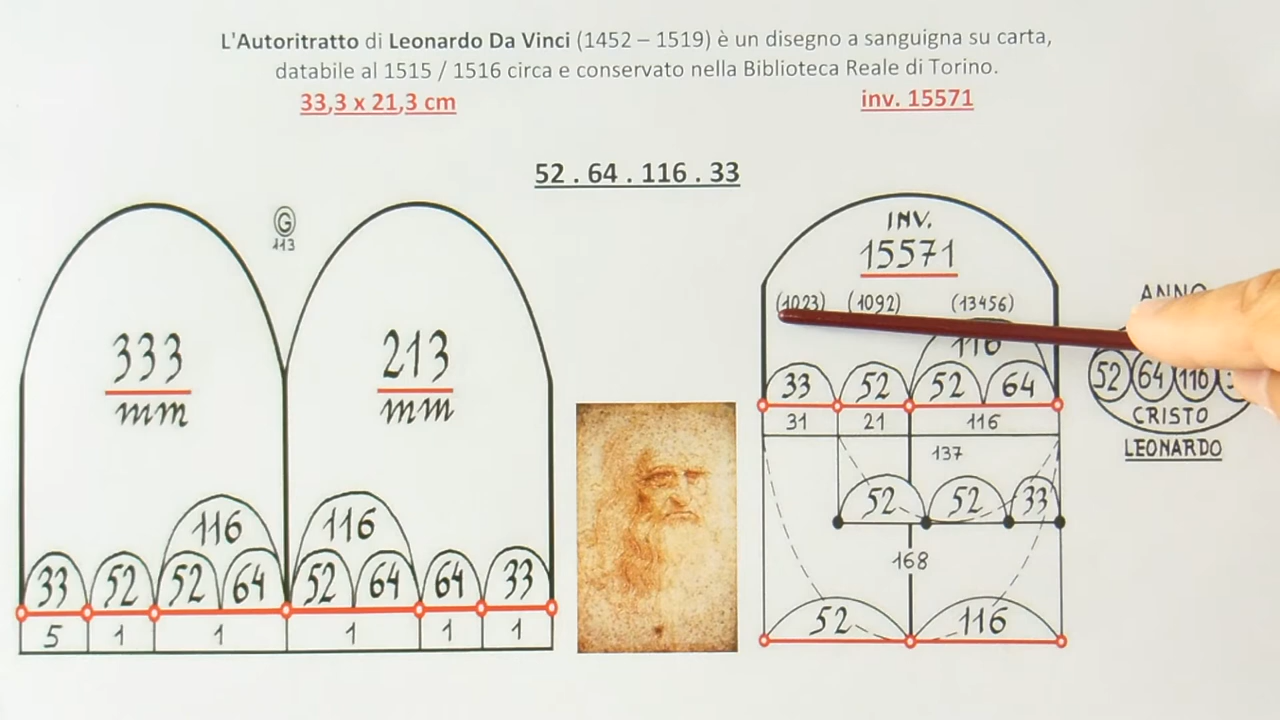 L'Autoritratto di Leonardo Da Vinci (1452 – 1519) è un disegno a sanguigna su carta,
databile al 1515 / 1516 circa e conservato nella Biblioteca Reale di Torino.
33,3 x 21,3 cm inv. 15571
52 . 64 . 116 . 33
G
113
333
mm
213
mm
116 116
33 52 52 64 52 64 64 33
5 1 1 1 1 1
INV.
15571
(1023) (1092) (13456)
116
33 52 52 64
31 21 116
137
52 52 33
168
52 116
ANNO
52 64 116
CRISTO
LEONARDO